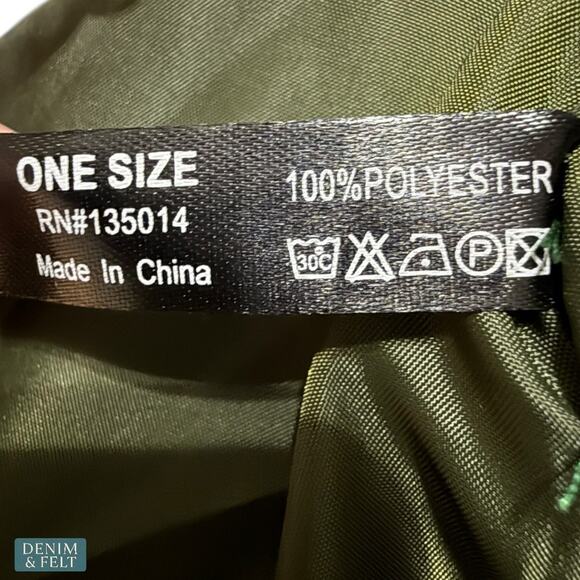 ONE SIZE
RN#135014
Made In China
100%POLYESTER
30C P
DENIM
& FELT